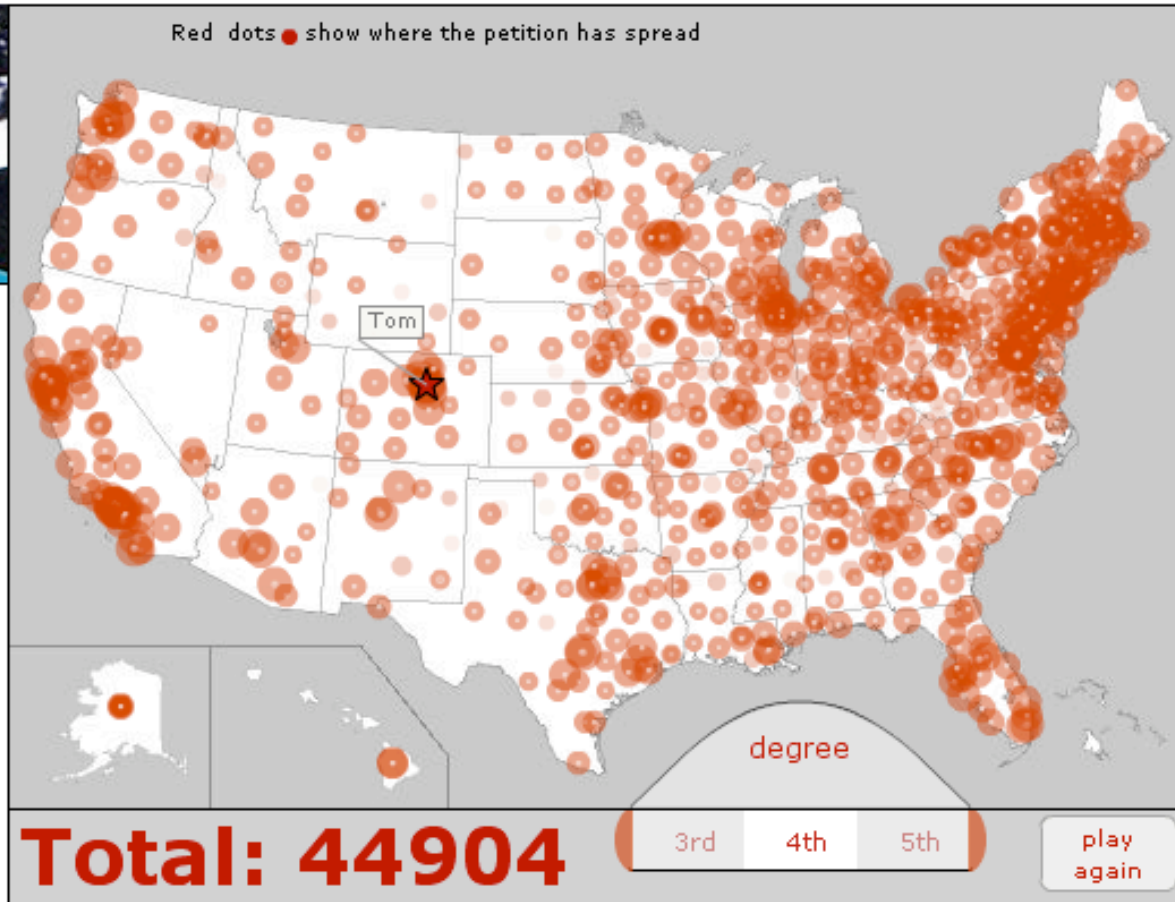 Red dots show where the petition has spread
Tom
degree
3rd 4th 5th
Total: 44904
play
again